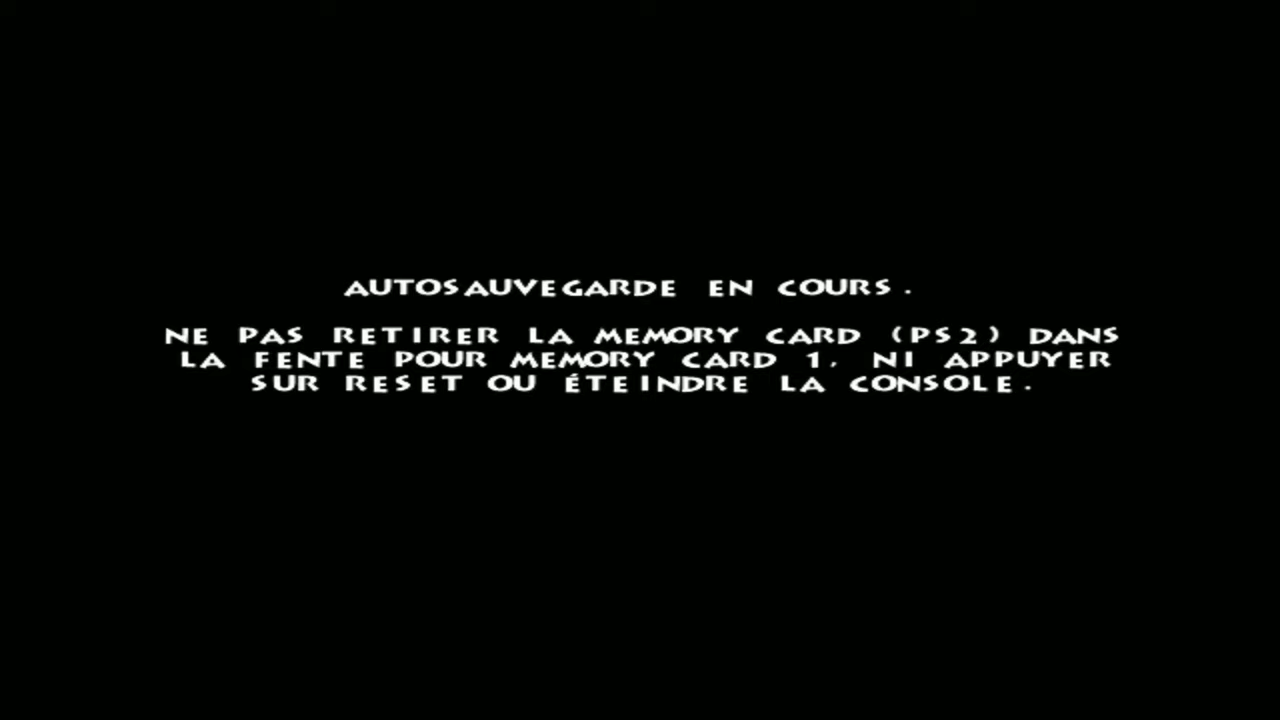 AUTOSAUVEGARDE EN COURS.
NE PAS RETIRER LA MEMORY CARD (PS2) DANS
LA FENTE POUR MEMORY CARD 1, NI APPUYER
SUR RESET OU ÉTEINDRE LA CONSOLE.